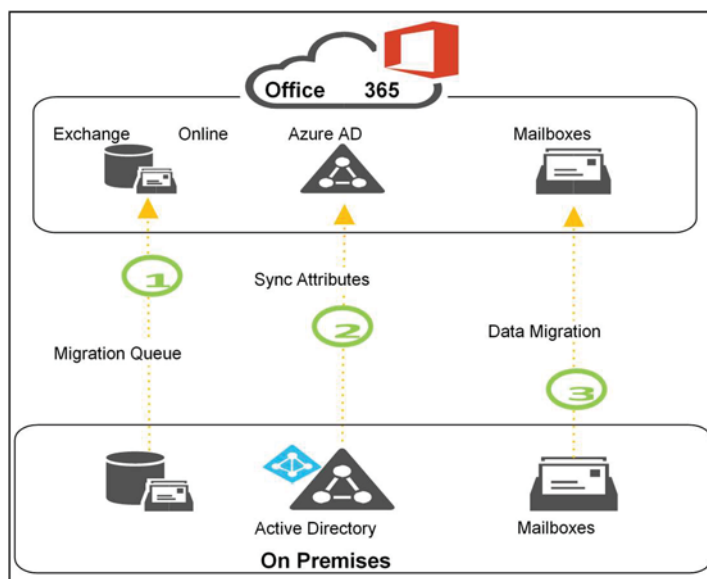 Office 365
Exchange Online
Azure AD
Mailboxes
1
Sync Attributes
2
Data Migration
Migration Queue
3
Active Directory
Mailboxes
On Premises